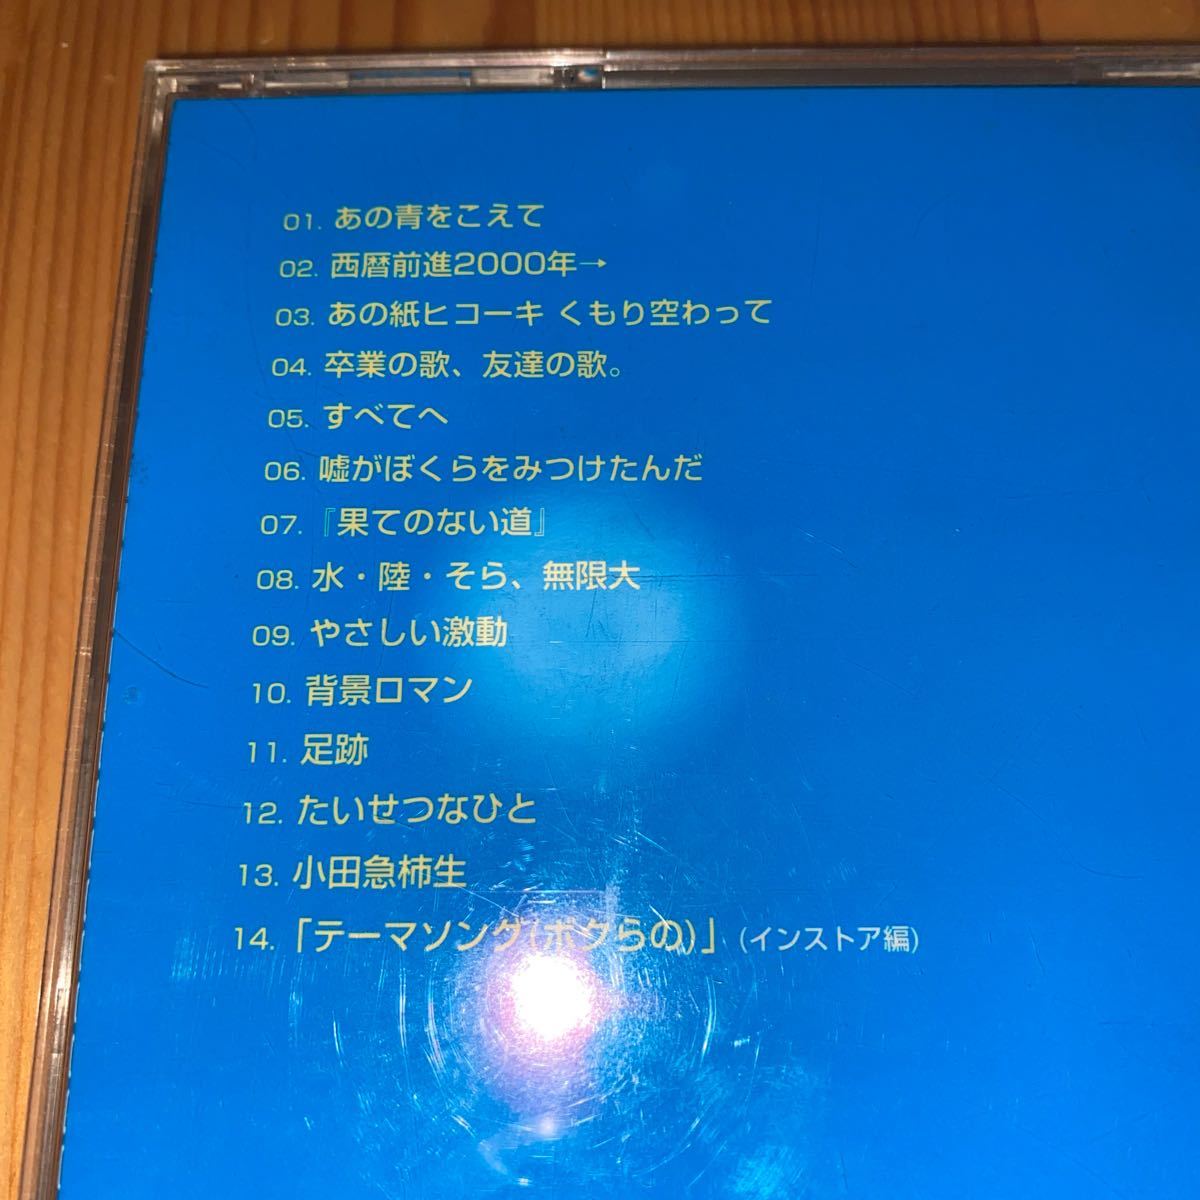 01. あの青をこえて
02. 西暦前進2000年→
03. あの紙ヒコーキ くもり空わって
04. 卒業の歌、友達の歌。
05. すべてへ
06. 嘘がぼくらをみつけたんだ
07. 『果てのない道』
08. 水・陸・そら、無限大
09. やさしい激動
10. 背景ロマン
11. 足跡
12. たいせつなひと
13. 小田急柿生
14. 「テーマソング(ボクらの)」(インストア編)